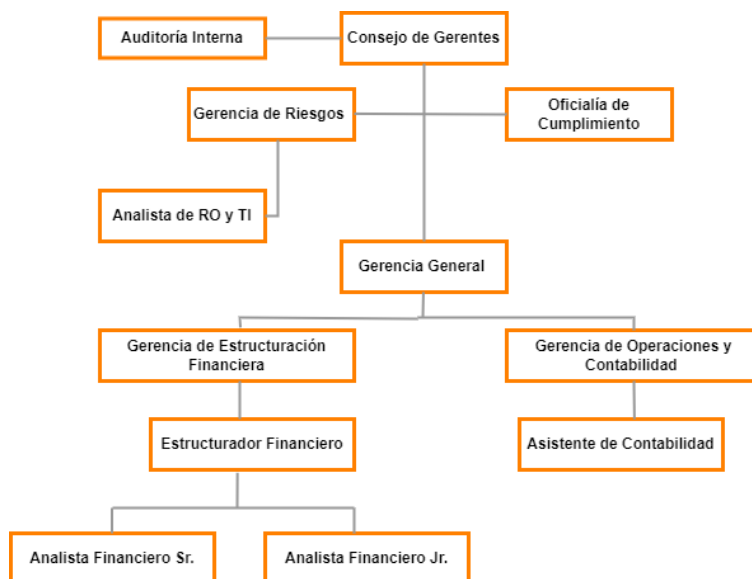 Auditoría Interna
Consejo de Gerentes
Gerencia de Riesgos
Oficialía de
Cumplimiento
Analista de RO y TI
Gerencia General
Gerencia de Estructuración
Financiera
Gerencia de Operaciones y
Contabilidad
Estructurador Financiero
Asistente de Contabilidad
Analista Financiero Sr.
Analista Financiero Jr.